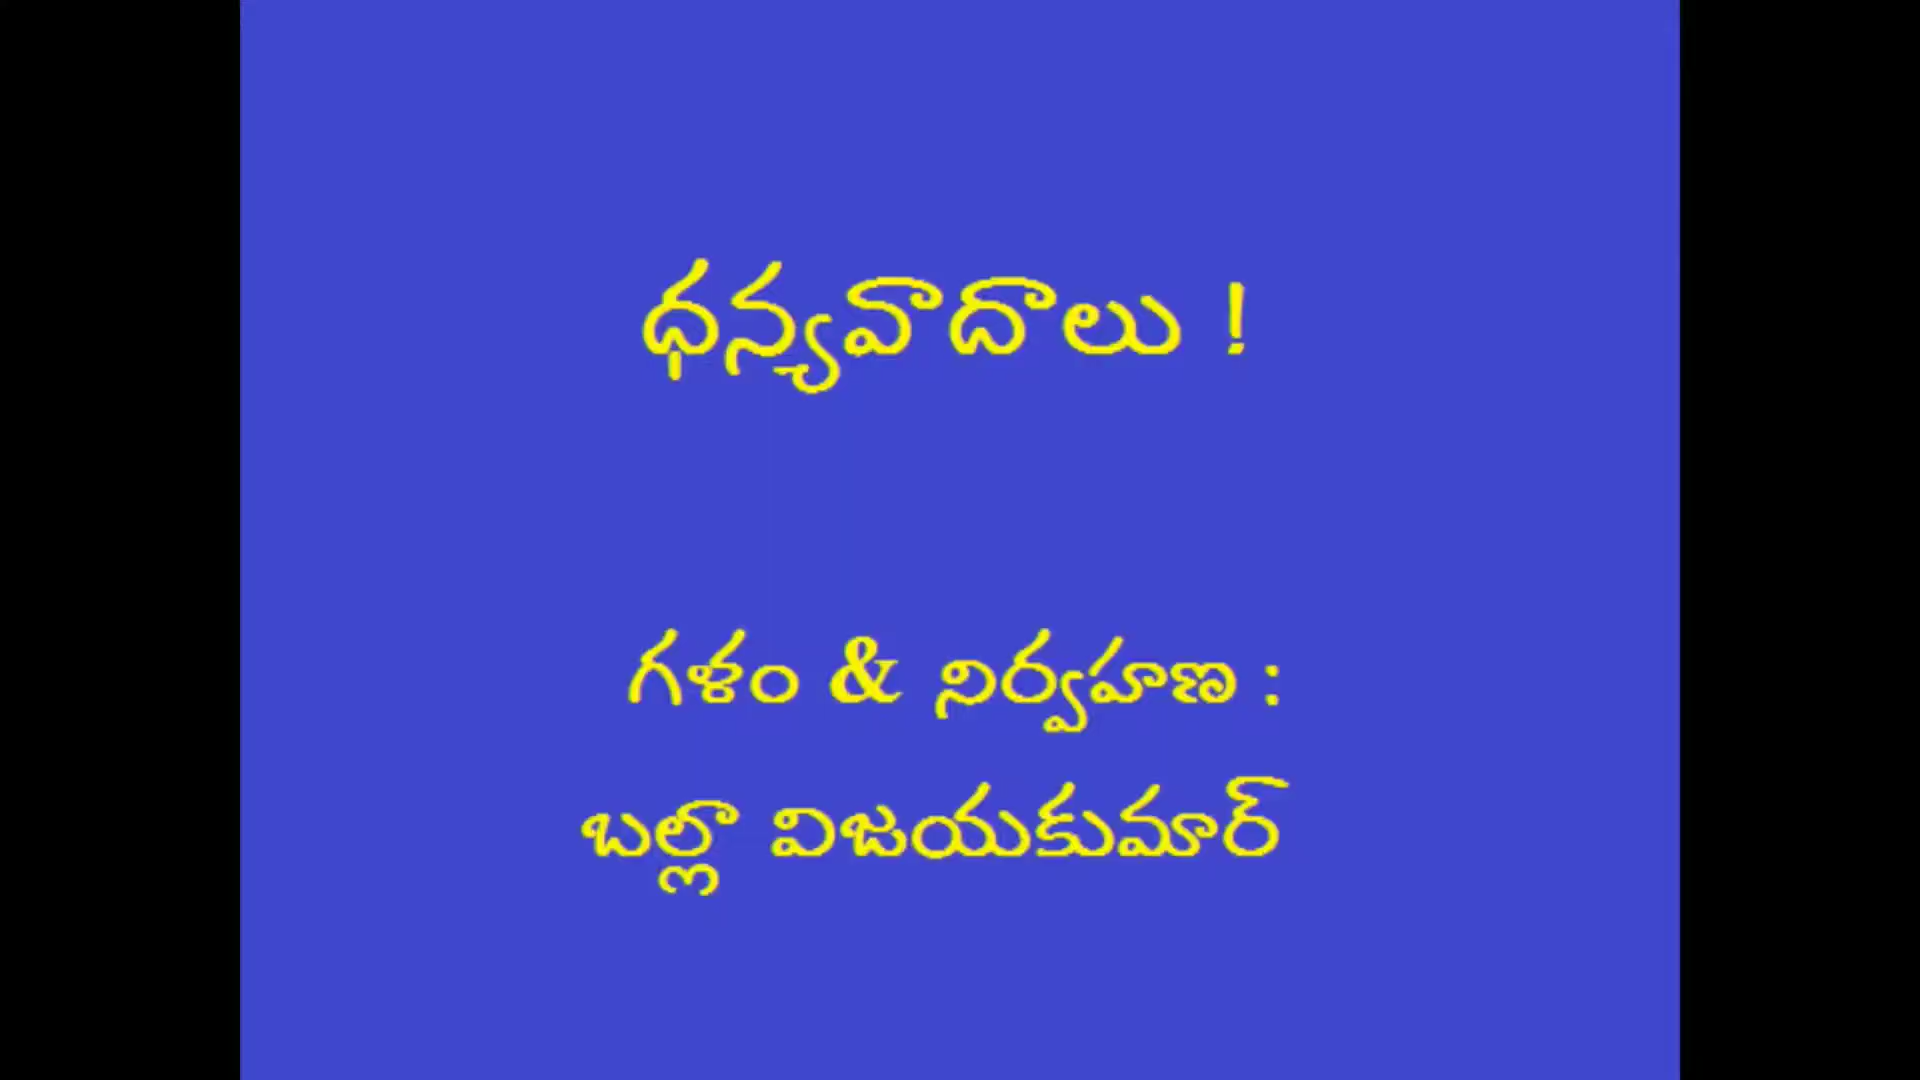 ధన్యవాదాలు !
గళం & నిర్వహణ :
బల్లా విజయకుమార్